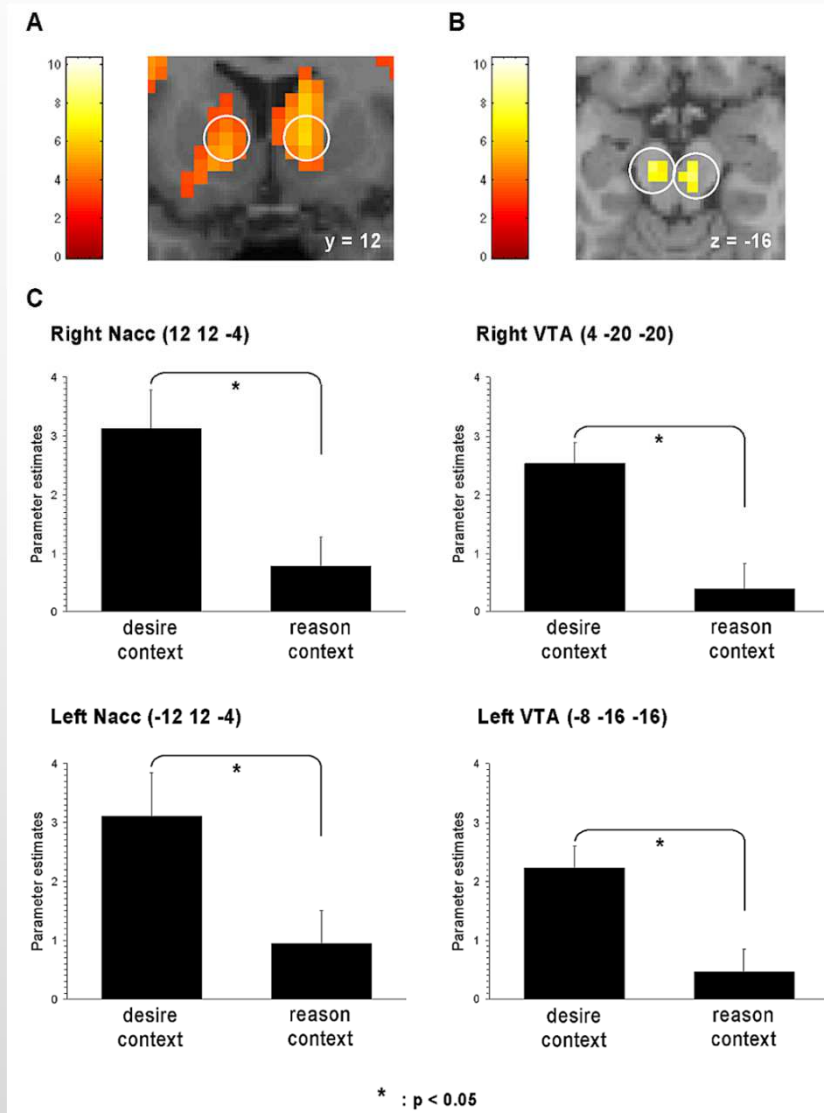 A
10
8
6
4
2
0
y = 12
B
10
8
6
4
2
0
z = -16
C
Right Nacc (12 12 -4)
Parameter estimates
4
3
2
1
0
*
desire
context
reason
context
Right VTA (4 -20 -20)
Parameter estimates
4
3
2
1
0
*
desire
context
reason
context
Left Nacc (-12 12 -4)
Parameter estimates
4
3
2
1
0
*
desire
context
reason
context
Left VTA (-8 -16 -16)
Parameter estimates
4
3
2
1
0
*
desire
context
reason
context
* : p < 0.05